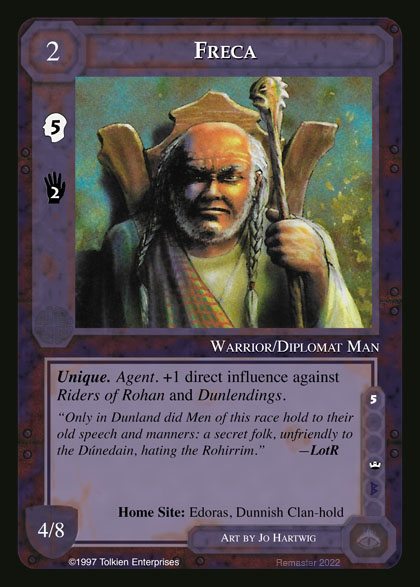 2
FRECA
5
2
WARRIOR/DIPLOMAT MAN
Unique. Agent. +1 direct influence against
Riders of Rohan and Dunlendings.
“Only in Dunland did Men of this race hold to their
old speech and manners: a secret folk, unfriendly to
the Dúnedain, hating the Rohirrim.” —LotR
5
Home Site: Edoras, Dunnish Clan-hold
4/8
ART BY JO HARTWIG
©1997 Tolkien Enterprises
Remaster 2022